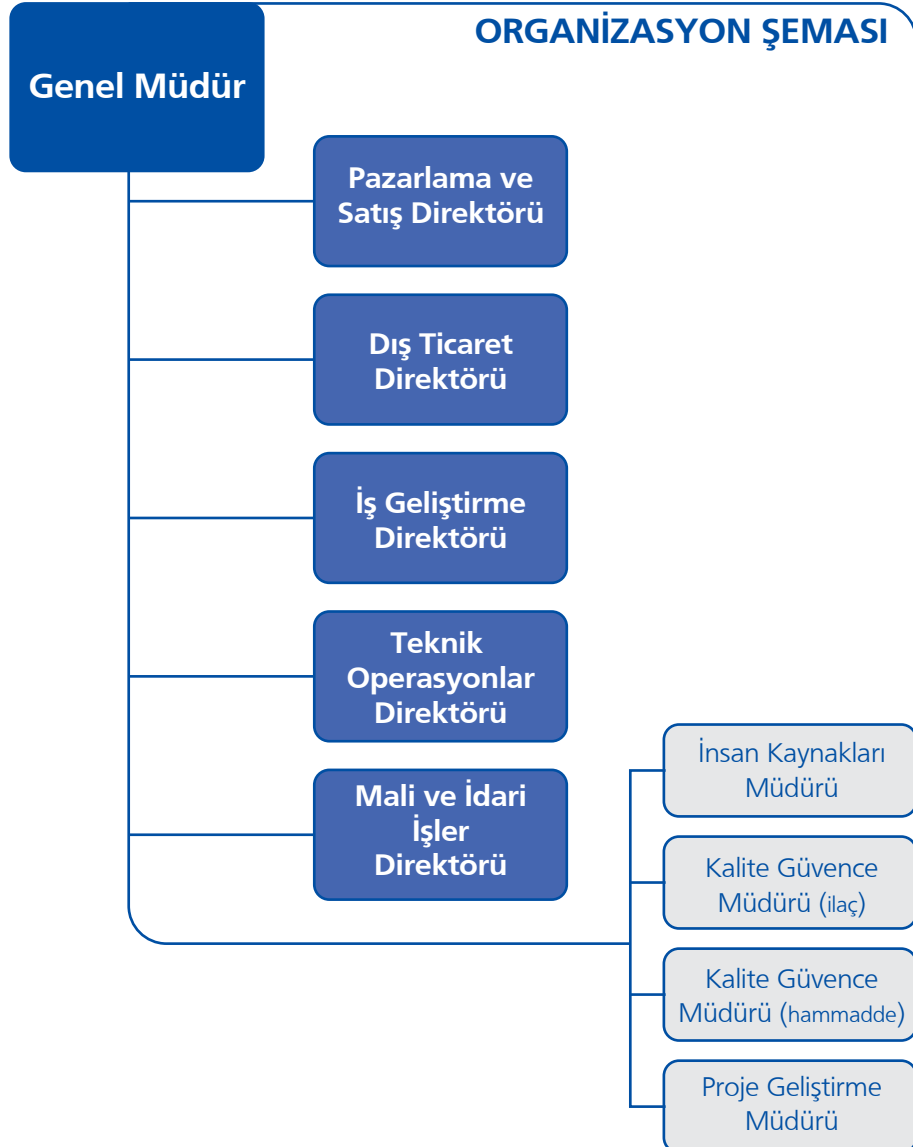 ORGANİZASYON ŞEMASI
Genel Müdür
Pazarlama ve
Satış Direktörü
Dış Ticaret
Direktörü
İş Geliştirme
Direktörü
Teknik
Operasyonlar
Direktörü
Mali ve İdari
İşler
Direktörü
İnsan Kaynakları
Müdürü
Kalite Güvence
Müdürü (ilaç)
Kalite Güvence
Müdürü (hammadde)
Proje Geliştirme
Müdürü